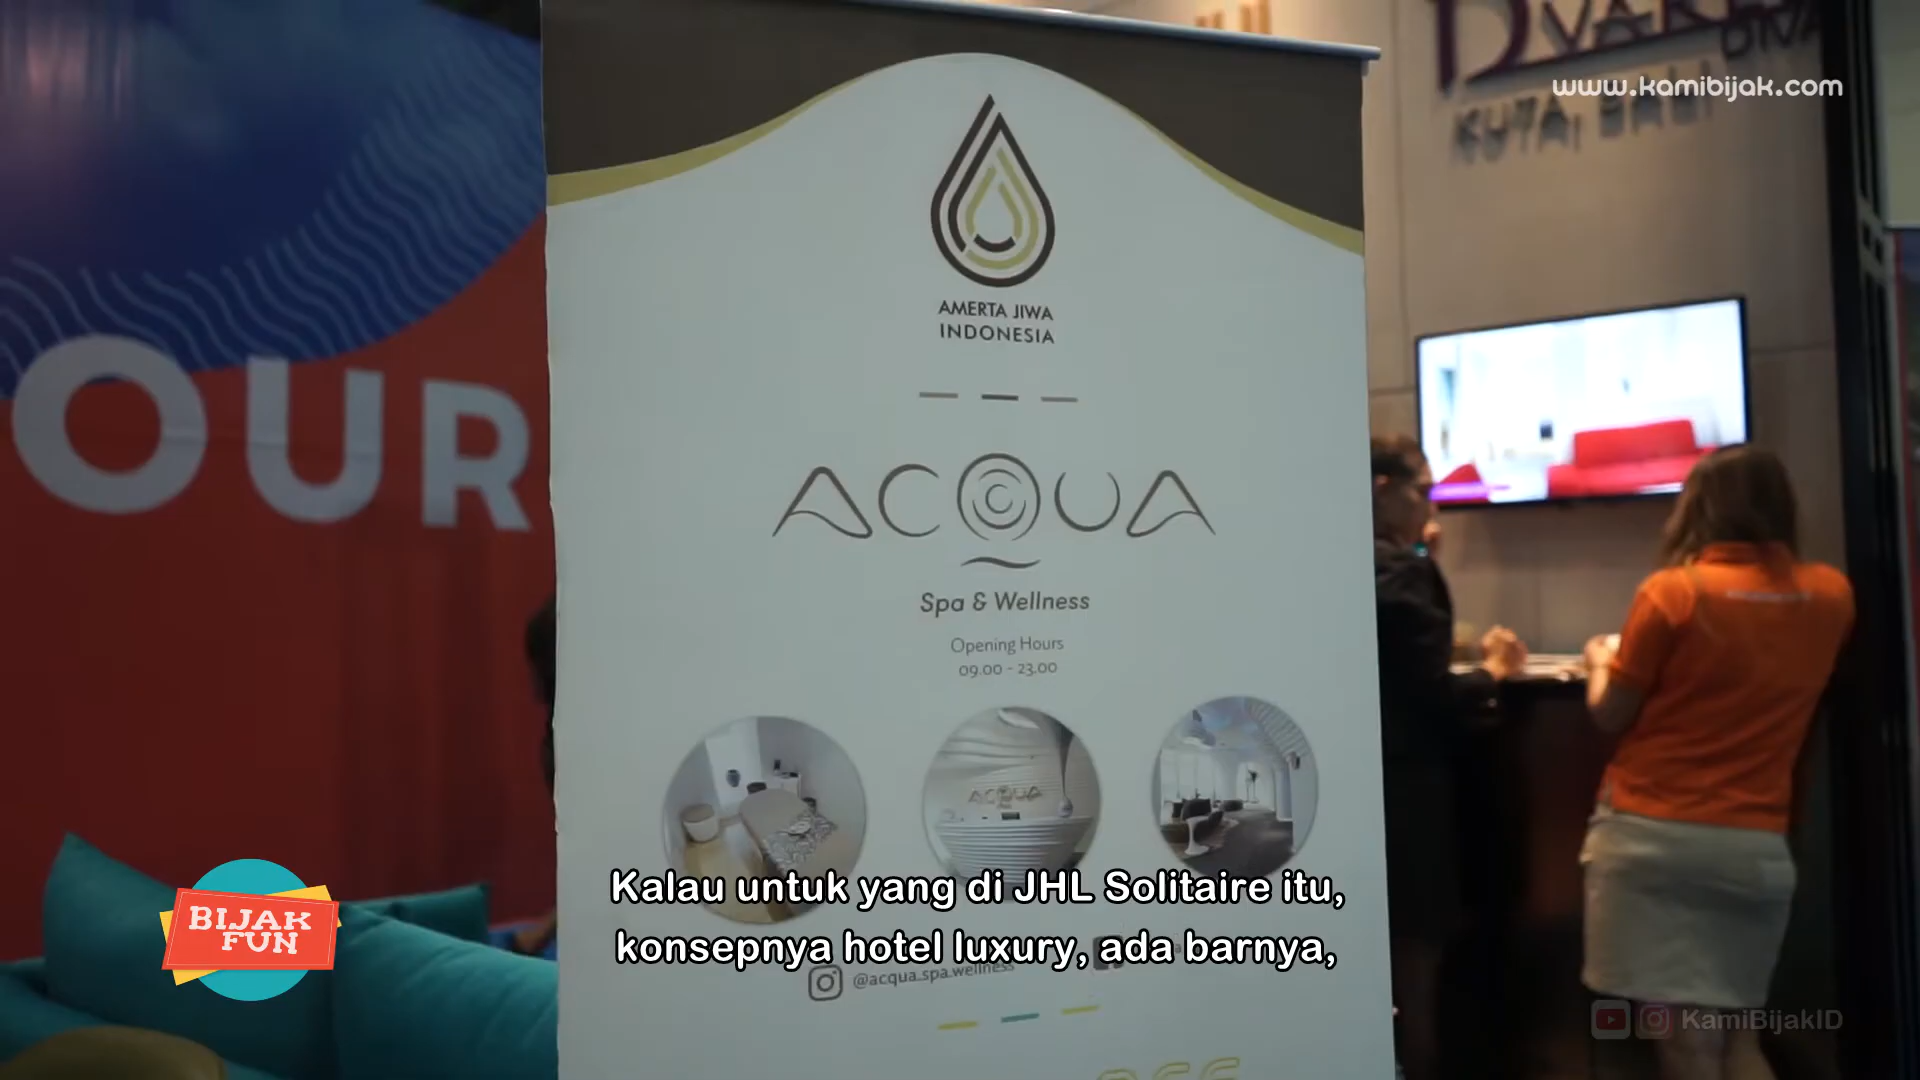 www.kamibijak.com
KUTA, BALI
AMERTA JIWA
INDONESIA
OUR
ACQUA
Spa & Wellness
Opening Hours
09.00 - 23.00
ACQUA
BIJAK
FUN
Kalau untuk yang di JHL Solitaire itu,
konsepnya hotel luxury, ada barnya,
@acqua.spa.wellness
KamiBijakID